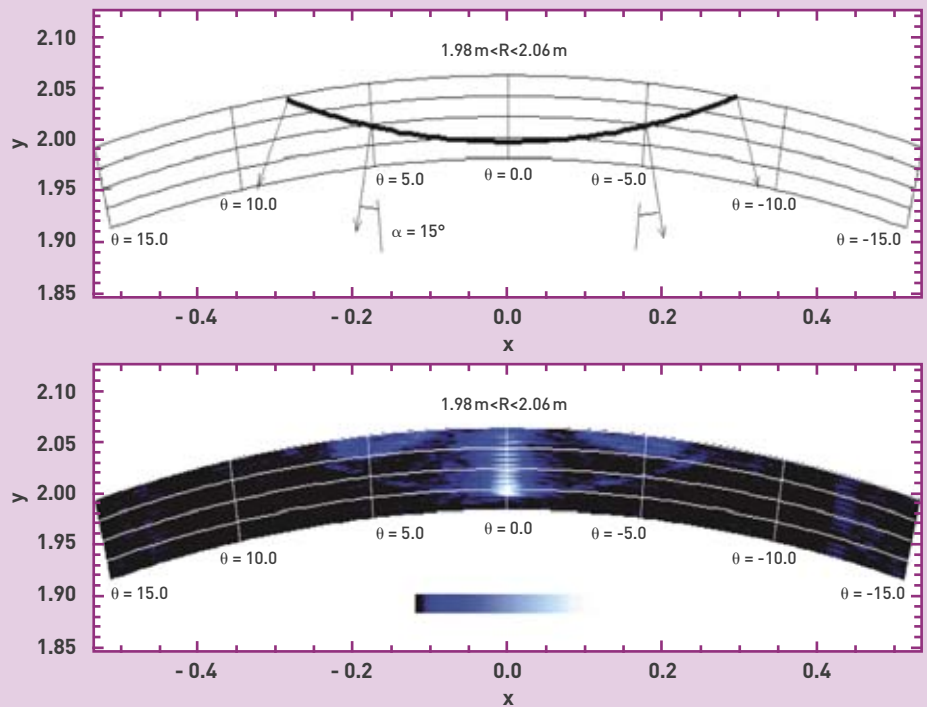 2.10
1.98 m<R<2.06 m
2.05
y
2.00
θ = 5.0
θ = 0.0
θ = -5.0
1.95
θ = 10.0
θ = -10.0
1.90
θ = 15.0
α = 15°
θ = -15.0
1.85
- 0.4
- 0.2
0.0
0.2
0.4
x
2.10
1.98 m<R<2.06 m
2.05
y
2.00
θ = 5.0
θ = 0.0
θ = -5.0
1.95
θ = 10.0
θ = -10.0
1.90
θ = 15.0
θ = -15.0
1.85
- 0.4
- 0.2
0.0
0.2
0.4
x